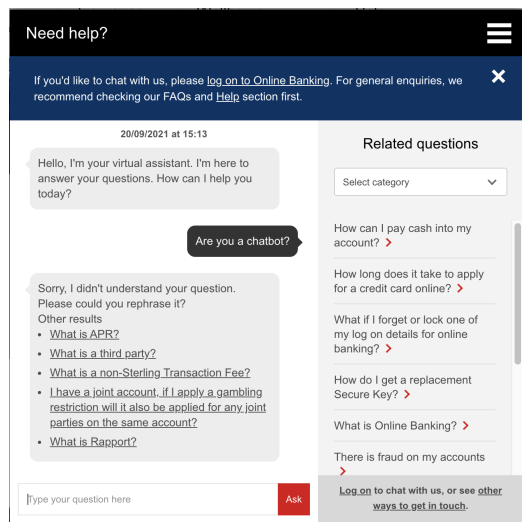 Need help?
If you'd like to chat with us, please log on to Online Banking. For general enquiries, we
recommend checking our FAQs and Help section first.
20/09/2021 at 15:13
Hello, I'm your virtual assistant. I'm here to
answer your questions. How can I help you
today?
Are you a chatbot?
Sorry, I didn't understand your question.
Please could you rephrase it?
Other results
• What is APR?
• What is a third party?
• What is a non-Sterling Transaction Fee?
• I have a joint account, if I apply a gambling
restriction will it also be applied for any joint
parties on the same account?
• What is Rapport?
Type your question here
Ask
Related questions
Select category
How can I pay cash into my
account?
How long does it take to apply
for a credit card online?
What if I forget or lock one of
my log on details for online
banking?
How do I get a replacement
Secure Key?
What is Online Banking?
There is fraud on my accounts
Log on to chat with us, or see other
ways to get in touch.